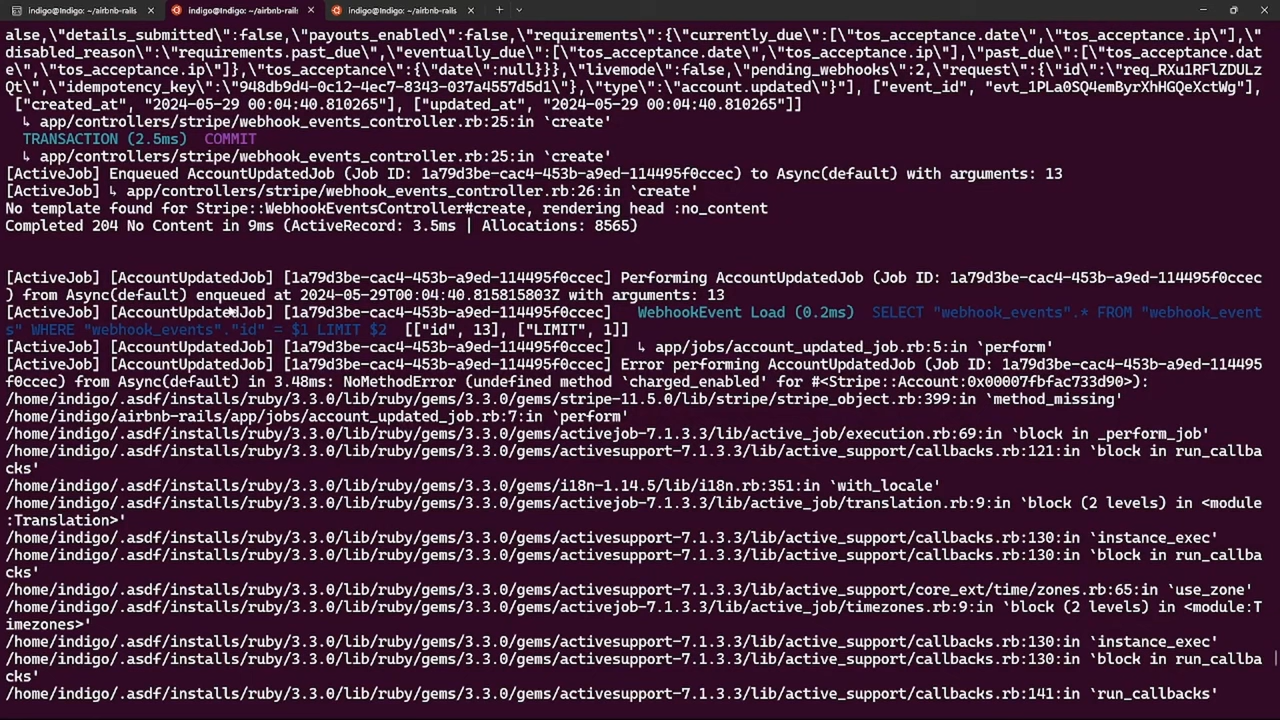 indigo@Indigo: ~/airbnb-rails
indigo@Indigo: ~/airbnb-rails
indigo@Indigo: ~/airbnb-rails
alse,\"details_submitted\":false,\"payouts_enabled\":false,\"requirements\":{\"currently_due\":[\"tos_acceptance.date\",\"tos_acceptance.ip\"],\"
disabled_reason\":\"requirements.past_due\",\"eventually_due\":[\"tos_acceptance.date\",\"tos_acceptance.ip\"],\"past_due\":[\"tos_acceptance.dat
e\",\"tos_acceptance.ip\"]},\"tos_acceptance\":{\"date\":null}}},\"livemode\":false,\"pending_webhooks\":2,\"request\":{\"id\":\"req_RXu1RFlZDULz
Qt\",\"idempotency_key\":\"948db9d4-0c12-4ec7-8343-037a4557d5d1\"},\"type\":\"account.updated\"}"], ["event_id", "evt_1PLa0SQ4emByrXhHGQeXctWg"],
 ["created_at", "2024-05-29 00:04:40.810265"], ["updated_at", "2024-05-29 00:04:40.810265"]]
  ↳ app/controllers/stripe/webhook_events_controller.rb:25:in `create'
  TRANSACTION (2.5ms)  COMMIT
  ↳ app/controllers/stripe/webhook_events_controller.rb:25:in `create'
[ActiveJob] Enqueued AccountUpdatedJob (Job ID: 1a79d3be-cac4-453b-a9ed-114495f0ccec) to Async(default) with arguments: 13
[ActiveJob] ↳ app/controllers/stripe/webhook_events_controller.rb:26:in `create'
No template found for Stripe::WebhookEventsController#create, rendering head :no_content
Completed 204 No Content in 9ms (ActiveRecord: 3.5ms | Allocations: 8565)
[ActiveJob] [AccountUpdatedJob] [1a79d3be-cac4-453b-a9ed-114495f0ccec] Performing AccountUpdatedJob (Job ID: 1a79d3be-cac4-453b-a9ed-114495f0ccec
) from Async(default) enqueued at 2024-05-29T00:04:40.815815803Z with arguments: 13
[ActiveJob] [AccountUpdatedJob] [1a79d3be-cac4-453b-a9ed-114495f0ccec]   WebhookEvent Load (0.2ms)  SELECT "webhook_events".* FROM "webhook_event
s" WHERE "webhook_events"."id" = $1 LIMIT $2  [["id", 13], ["LIMIT", 1]]
[ActiveJob] [AccountUpdatedJob] [1a79d3be-cac4-453b-a9ed-114495f0ccec]   ↳ app/jobs/account_updated_job.rb:5:in `perform'
[ActiveJob] [AccountUpdatedJob] [1a79d3be-cac4-453b-a9ed-114495f0ccec] Error performing AccountUpdatedJob (Job ID: 1a79d3be-cac4-453b-a9ed-114495
f0ccec) from Async(default) in 3.48ms: NoMethodError (undefined method `charged_enabled' for #<Stripe::Account:0x00007fbfac733d90>):
/home/indigo/.asdf/installs/ruby/3.3.0/lib/ruby/gems/3.3.0/gems/stripe-11.5.0/lib/stripe/stripe_object.rb:399:in `method_missing'
/home/indigo/airbnb-rails/app/jobs/account_updated_job.rb:7:in `perform'
/home/indigo/.asdf/installs/ruby/3.3.0/lib/ruby/gems/3.3.0/gems/activejob-7.1.3.3/lib/active_job/execution.rb:69:in `block in _perform_job'
/home/indigo/.asdf/installs/ruby/3.3.0/lib/ruby/gems/3.3.0/gems/activesupport-7.1.3.3/lib/active_support/callbacks.rb:121:in `block in run_callba
cks'
/home/indigo/.asdf/installs/ruby/3.3.0/lib/ruby/gems/3.3.0/gems/i18n-1.14.5/lib/i18n.rb:351:in `with_locale'
/home/indigo/.asdf/installs/ruby/3.3.0/lib/ruby/gems/3.3.0/gems/activejob-7.1.3.3/lib/active_job/translation.rb:9:in `block (2 levels) in <module
:Translation>'
/home/indigo/.asdf/installs/ruby/3.3.0/lib/ruby/gems/3.3.0/gems/activesupport-7.1.3.3/lib/active_support/callbacks.rb:130:in `instance_exec'
/home/indigo/.asdf/installs/ruby/3.3.0/lib/ruby/gems/3.3.0/gems/activesupport-7.1.3.3/lib/active_support/callbacks.rb:130:in `block in run_callba
cks'
/home/indigo/.asdf/installs/ruby/3.3.0/lib/ruby/gems/3.3.0/gems/activesupport-7.1.3.3/lib/active_support/core_ext/time/zones.rb:65:in `use_zone'
/home/indigo/.asdf/installs/ruby/3.3.0/lib/ruby/gems/3.3.0/gems/activejob-7.1.3.3/lib/active_job/timezones.rb:9:in `block (2 levels) in <module:T
imezones>'
/home/indigo/.asdf/installs/ruby/3.3.0/lib/ruby/gems/3.3.0/gems/activesupport-7.1.3.3/lib/active_support/callbacks.rb:130:in `instance_exec'
/home/indigo/.asdf/installs/ruby/3.3.0/lib/ruby/gems/3.3.0/gems/activesupport-7.1.3.3/lib/active_support/callbacks.rb:130:in `block in run_callba
cks'
/home/indigo/.asdf/installs/ruby/3.3.0/lib/ruby/gems/3.3.0/gems/activesupport-7.1.3.3/lib/active_support/callbacks.rb:141:in `run_callbacks'